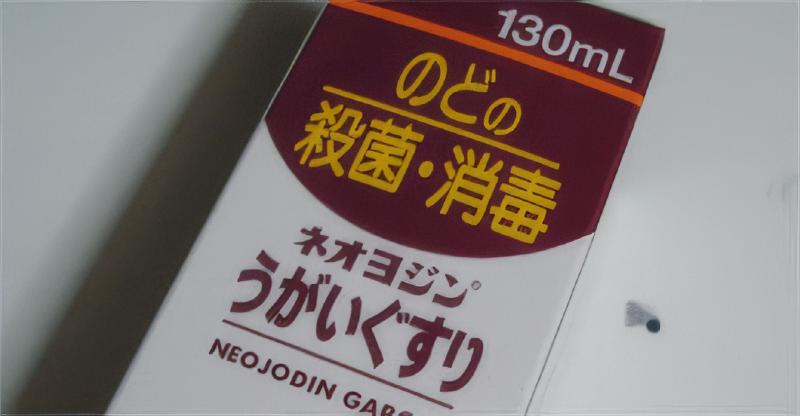 130mL
のどの
殺菌・消毒
ネオヨジン®
うがいぐすり
NEOJODIN